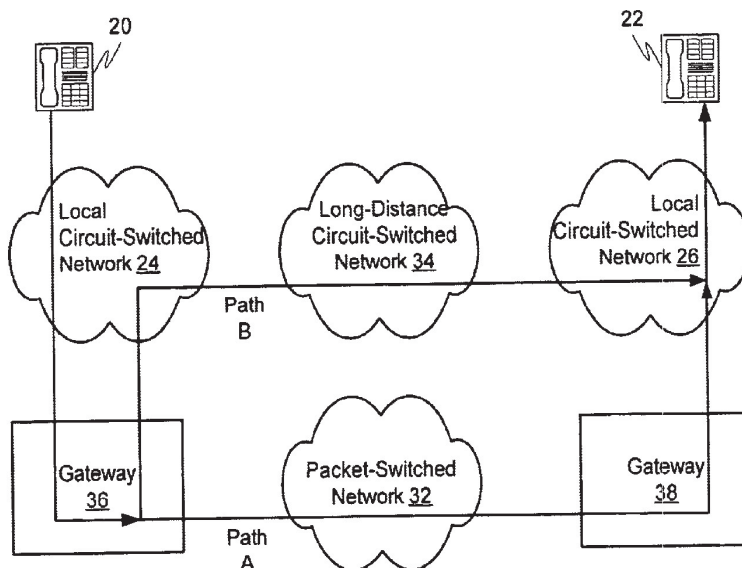 20
22
Local
Circuit-Switched
Network 24
Long-Distance
Circuit-Switched
Network 34
Local
Circuit-Switched
Network 26
Path
B
Gateway
36
Packet-Switched
Network 32
Gateway
38
Path
A